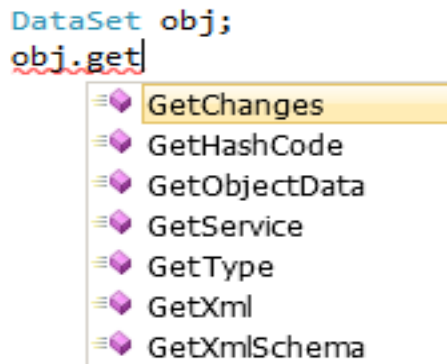 DataSet obj;
obj.get
GetChanges
GetHashCode
GetObjectData
GetService
GetType
GetXml
GetXmlSchema